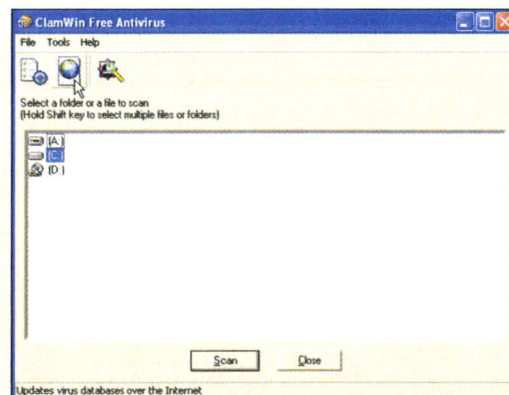 ClamWin Free Antivirus
File Tools Help
Select a folder or a file to scan
(Hold Shift key to select multiple files or folders)
(A:)
(C:)
(D:)
Scan Close
Updates virus databases over the Internet